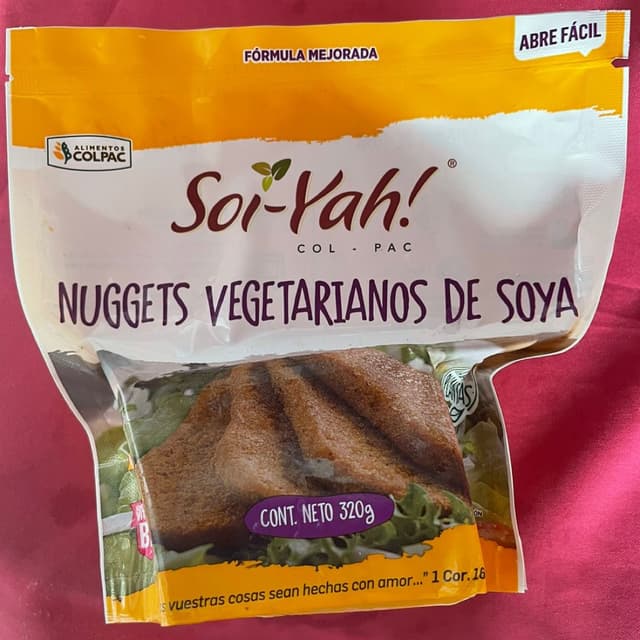 FÓRMULA MEJORADA
ABRE FÁCIL
ALIMENTOS
COLPAC
Soi-Yah!®
COL - PAC
NUGGETS VEGETARIANOS DE SOYA
CONT. NETO 320g
vuestras cosas sean hechas con amor..." 1 Cor. 16